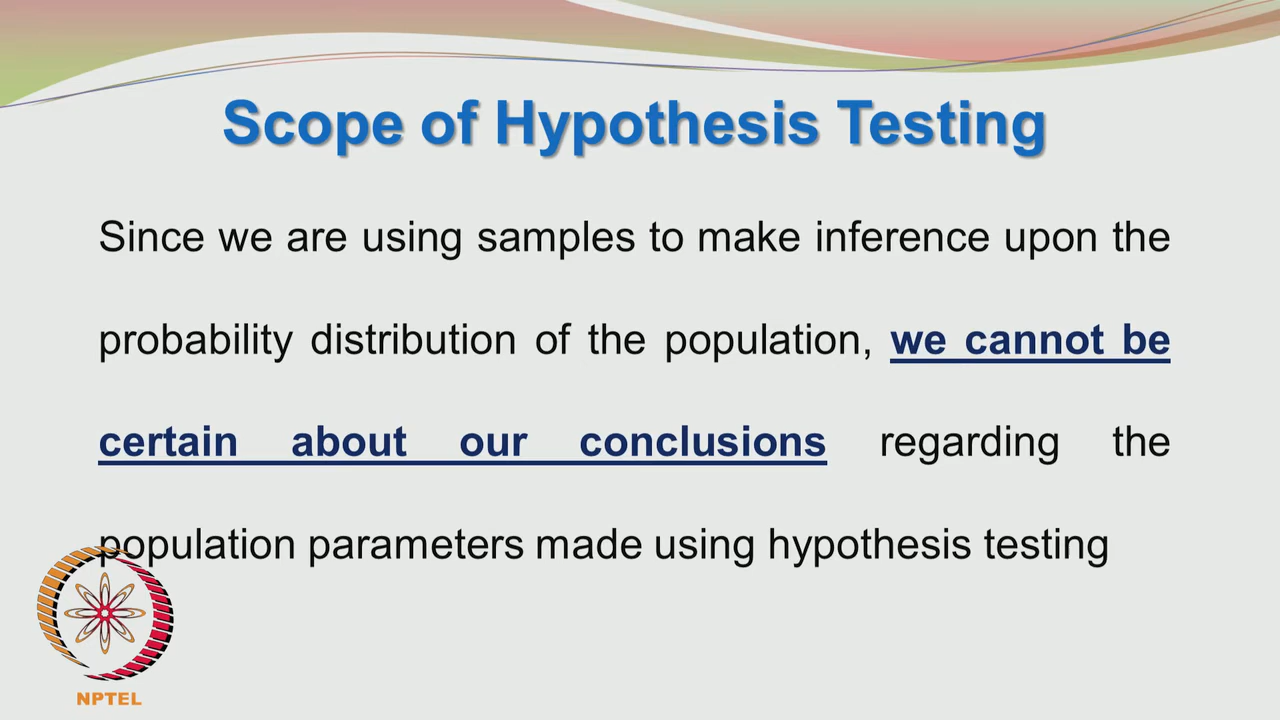 Scope of Hypothesis Testing
Since we are using samples to make inference upon the
probability distribution of the population, we cannot be
certain about our conclusions regarding the
population parameters made using hypothesis testing
NPTEL